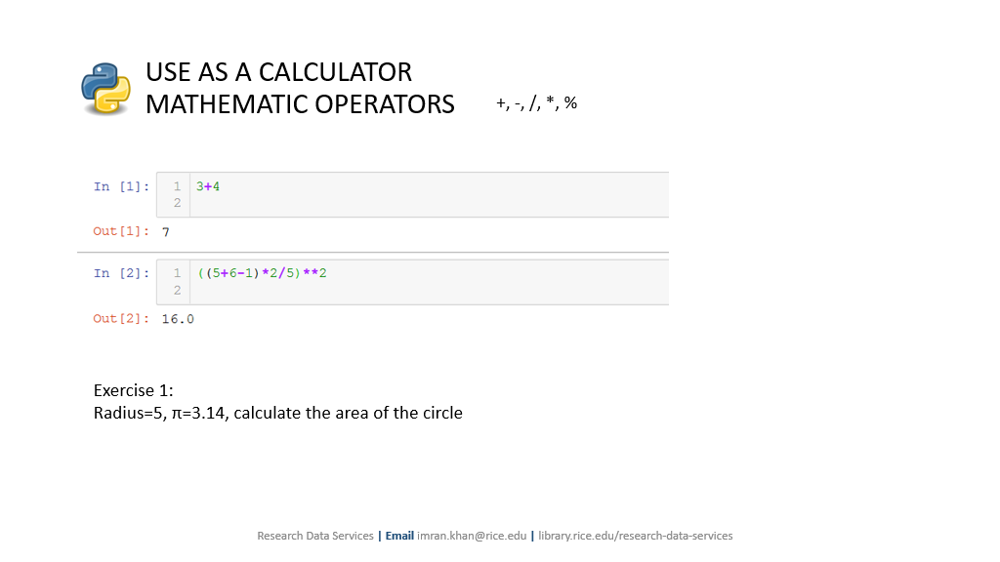 USE AS A CALCULATOR
MATHEMATIC OPERATORS +, -, /, *, %
In [1]: 1 3+4
2
Out[1]: 7
In [2]: 1 ((5+6-1)*2/5)**2
2
Out[2]: 16.0
Exercise 1:
Radius=5, π=3.14, calculate the area of the circle
Research Data Services | Email imran.khan@rice.edu | library.rice.edu/research-data-services